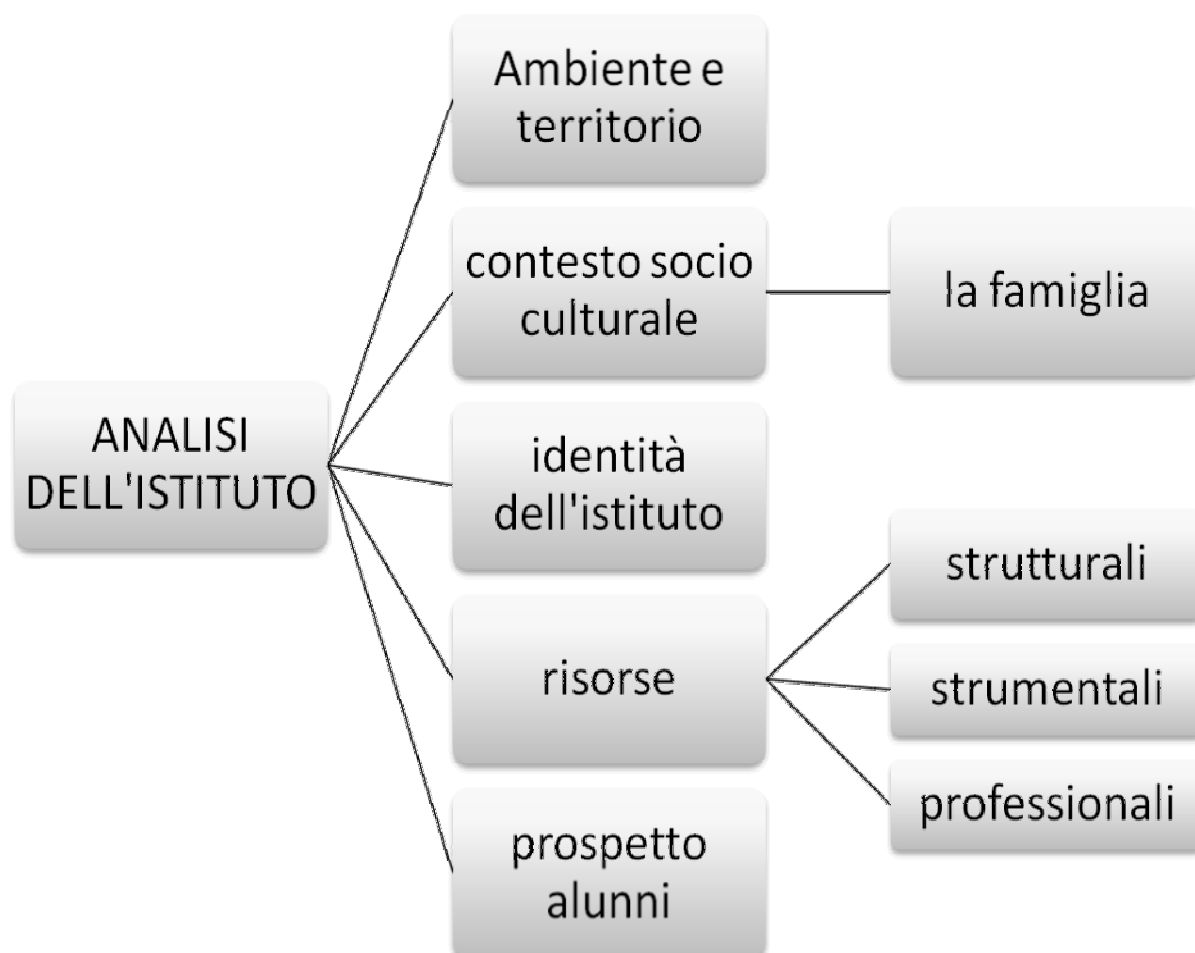 ANALISI
DELL'ISTITUTO
Ambiente e
territorio
contesto socio
culturale
la famiglia
identità
dell'istituto
risorse
strutturali
strumentali
professionali
prospetto
alunni